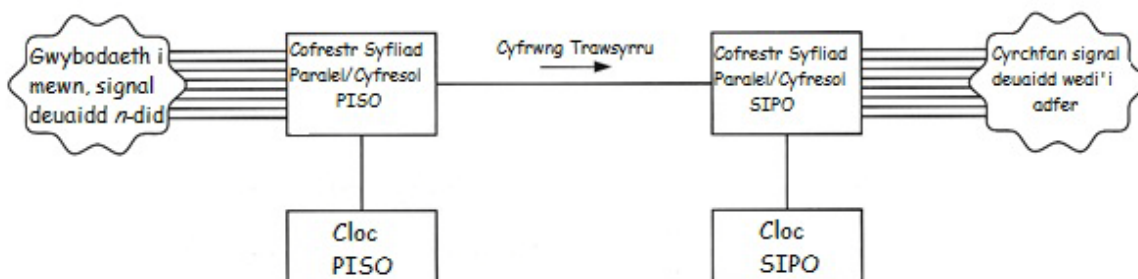 Gwybodaeth i
mewn, signal
deuaidd n-did
Cofrestr Syfliad
Paralel/Cyfresol
PISO
Cyfrwng Trawsyrru
Cofrestr Syfliad
Paralel/Cyfresol
SIPO
Cyrchfan signal
deuaidd wedi'i
adfer
Cloc
PISO
Cloc
SIPO